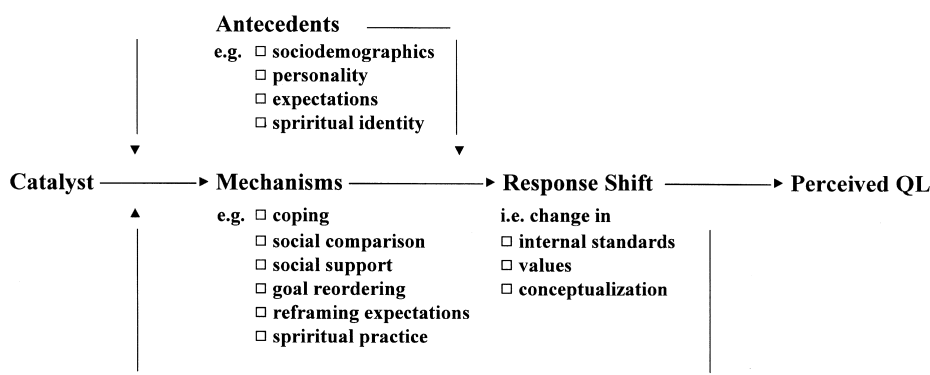 Antecedents
e.g. □ sociodemographics
□ personality
□ expectations
□ spriritual identity
Catalyst
Mechanisms
Response Shift
Perceived QL
e.g. □ coping
□ social comparison
□ social support
□ goal reordering
□ reframing expectations
□ spriritual practice
i.e. change in
□ internal standards
□ values
□ conceptualization